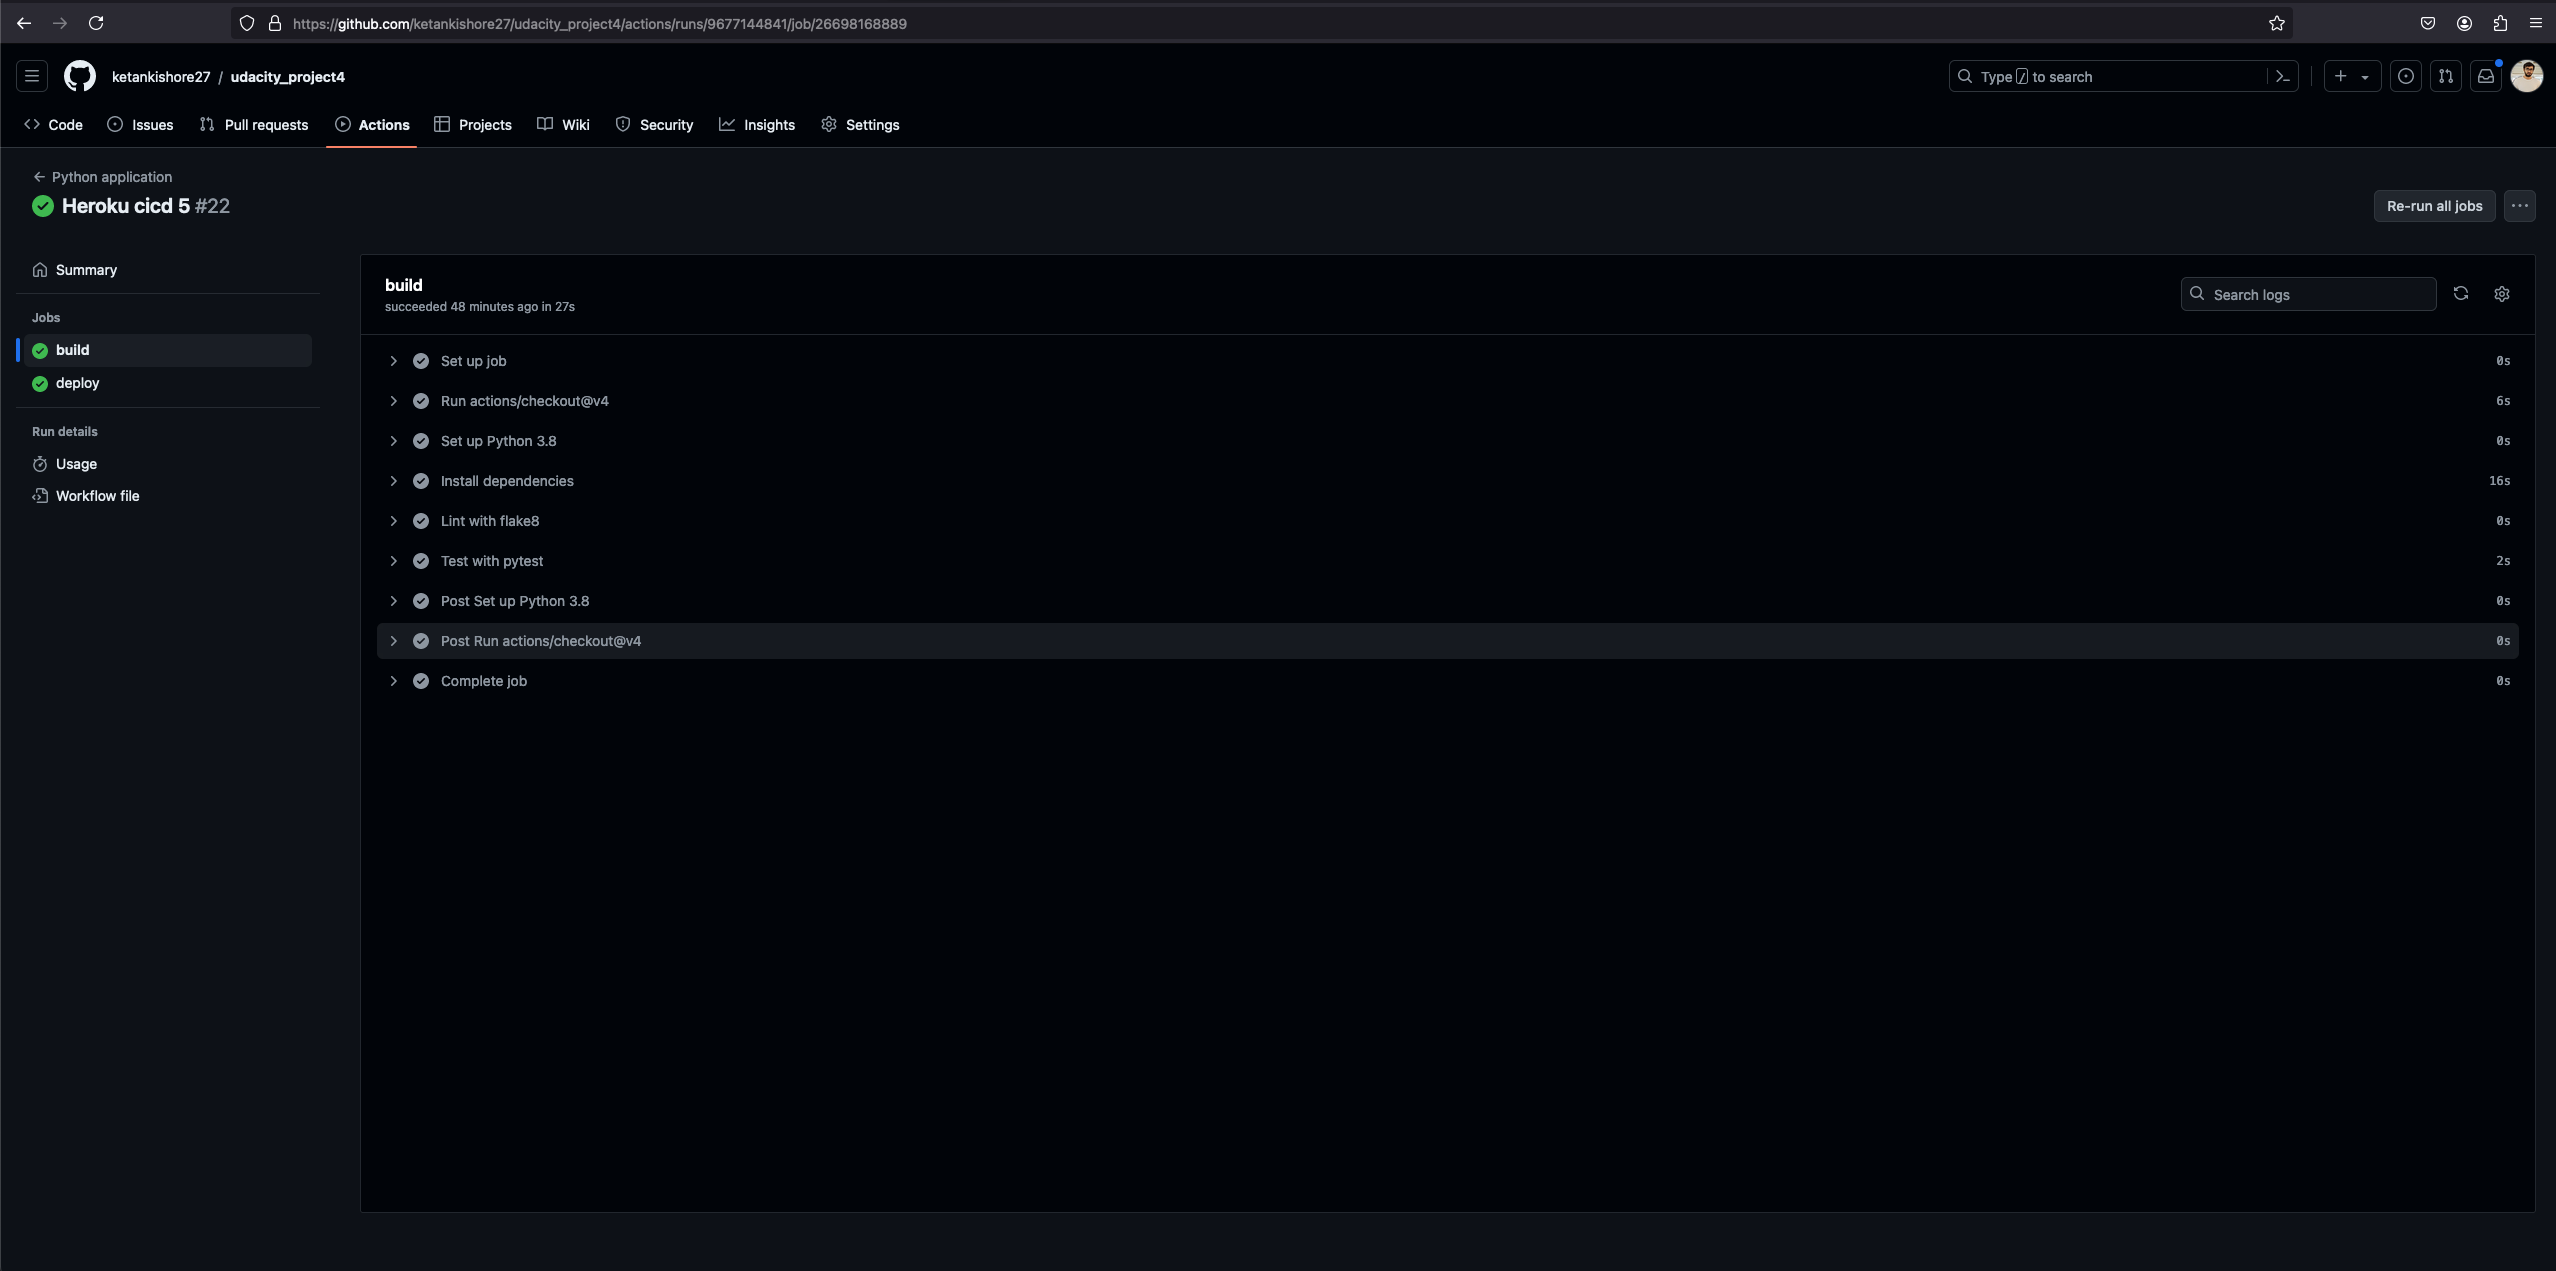 https://github.com/ketankishore27/udacity_project4/actions/runs/9677144841/job/26698168889
ketankishore27 / udacity_project4
Type / to search
Code Issues Pull requests Actions Projects Wiki Security Insights Settings
Python application
Heroku cicd 5 #22
Re-run all jobs
Summary
Jobs
build
deploy
Run details
Usage
Workflow file
build
succeeded 48 minutes ago in 27s
Search logs
Set up job 0s
Run actions/checkout@v4 6s
Set up Python 3.8 0s
Install dependencies 16s
Lint with flake8 0s
Test with pytest 2s
Post Set up Python 3.8 0s
Post Run actions/checkout@v4 0s
Complete job 0s